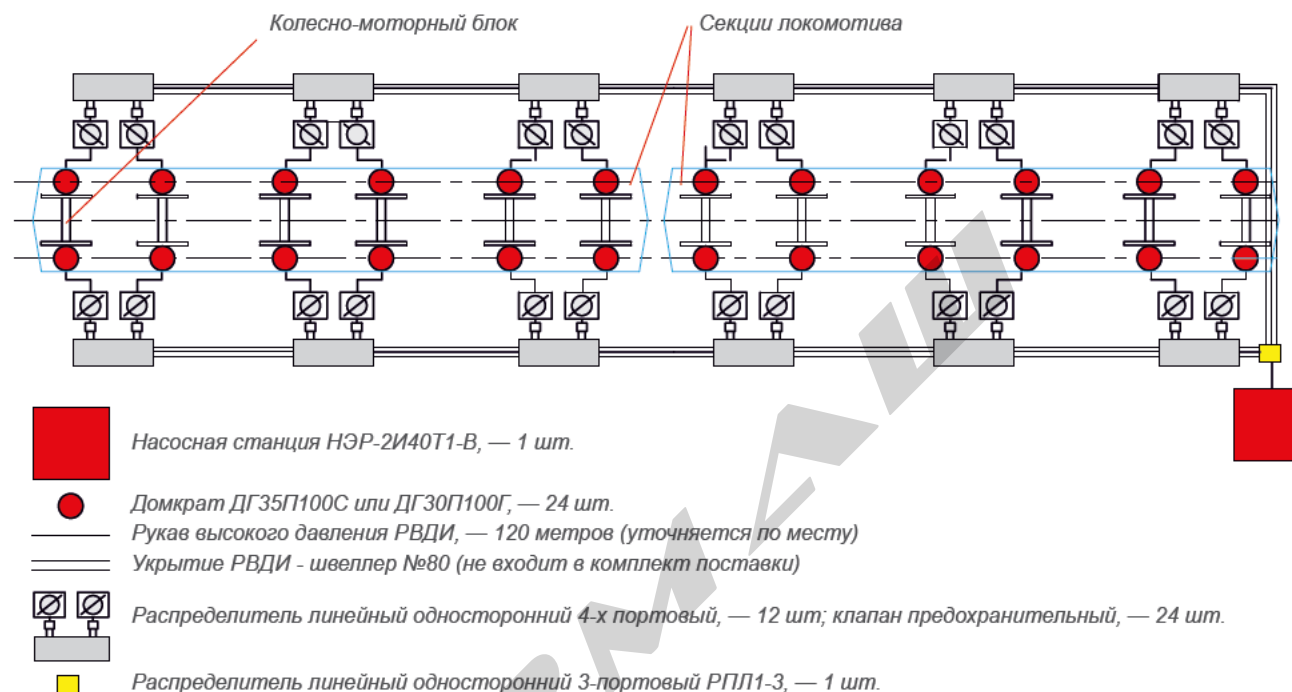 Колесно-моторный блок
Секции локомотива
Насосная станция НЭР-2И40Т1-В, — 1 шт.
Домкрат ДГ35П100С или ДГ30П100Г, — 24 шт.
Рукав высокого давления РВДИ, — 120 метров (уточняется по месту)
Укрытие РВДИ - швеллер №80 (не входит в комплект поставки)
Распределитель линейный односторонний 4-х портовый, — 12 шт; клапан предохранительный, — 24 шт.
Распределитель линейный односторонний 3-портовый РПЛ1-3, — 1 шт.